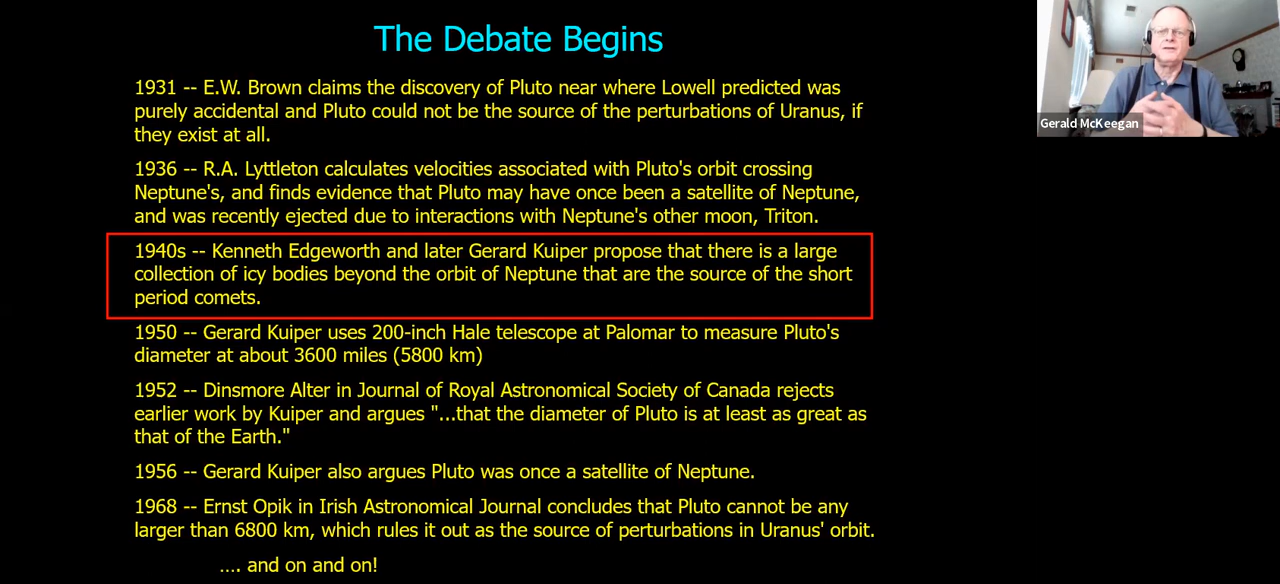 The Debate Begins
1931 -- E.W. Brown claims the discovery of Pluto near where Lowell predicted was
purely accidental and Pluto could not be the source of the perturbations of Uranus, if
they exist at all.
1936 -- R.A. Lyttleton calculates velocities associated with Pluto's orbit crossing
Neptune's, and finds evidence that Pluto may have once been a satellite of Neptune,
and was recently ejected due to interactions with Neptune's other moon, Triton.
1940s -- Kenneth Edgeworth and later Gerard Kuiper propose that there is a large
collection of icy bodies beyond the orbit of Neptune that are the source of the short
period comets.
1950 -- Gerard Kuiper uses 200-inch Hale telescope at Palomar to measure Pluto's
diameter at about 3600 miles (5800 km)
1952 -- Dinsmore Alter in Journal of Royal Astronomical Society of Canada rejects
earlier work by Kuiper and argues "...that the diameter of Pluto is at least as great as
that of the Earth."
1956 -- Gerard Kuiper also argues Pluto was once a satellite of Neptune.
1968 -- Ernst Opik in Irish Astronomical Journal concludes that Pluto cannot be any
larger than 6800 km, which rules it out as the source of perturbations in Uranus' orbit.
.... and on and on!
Gerald McKeegan